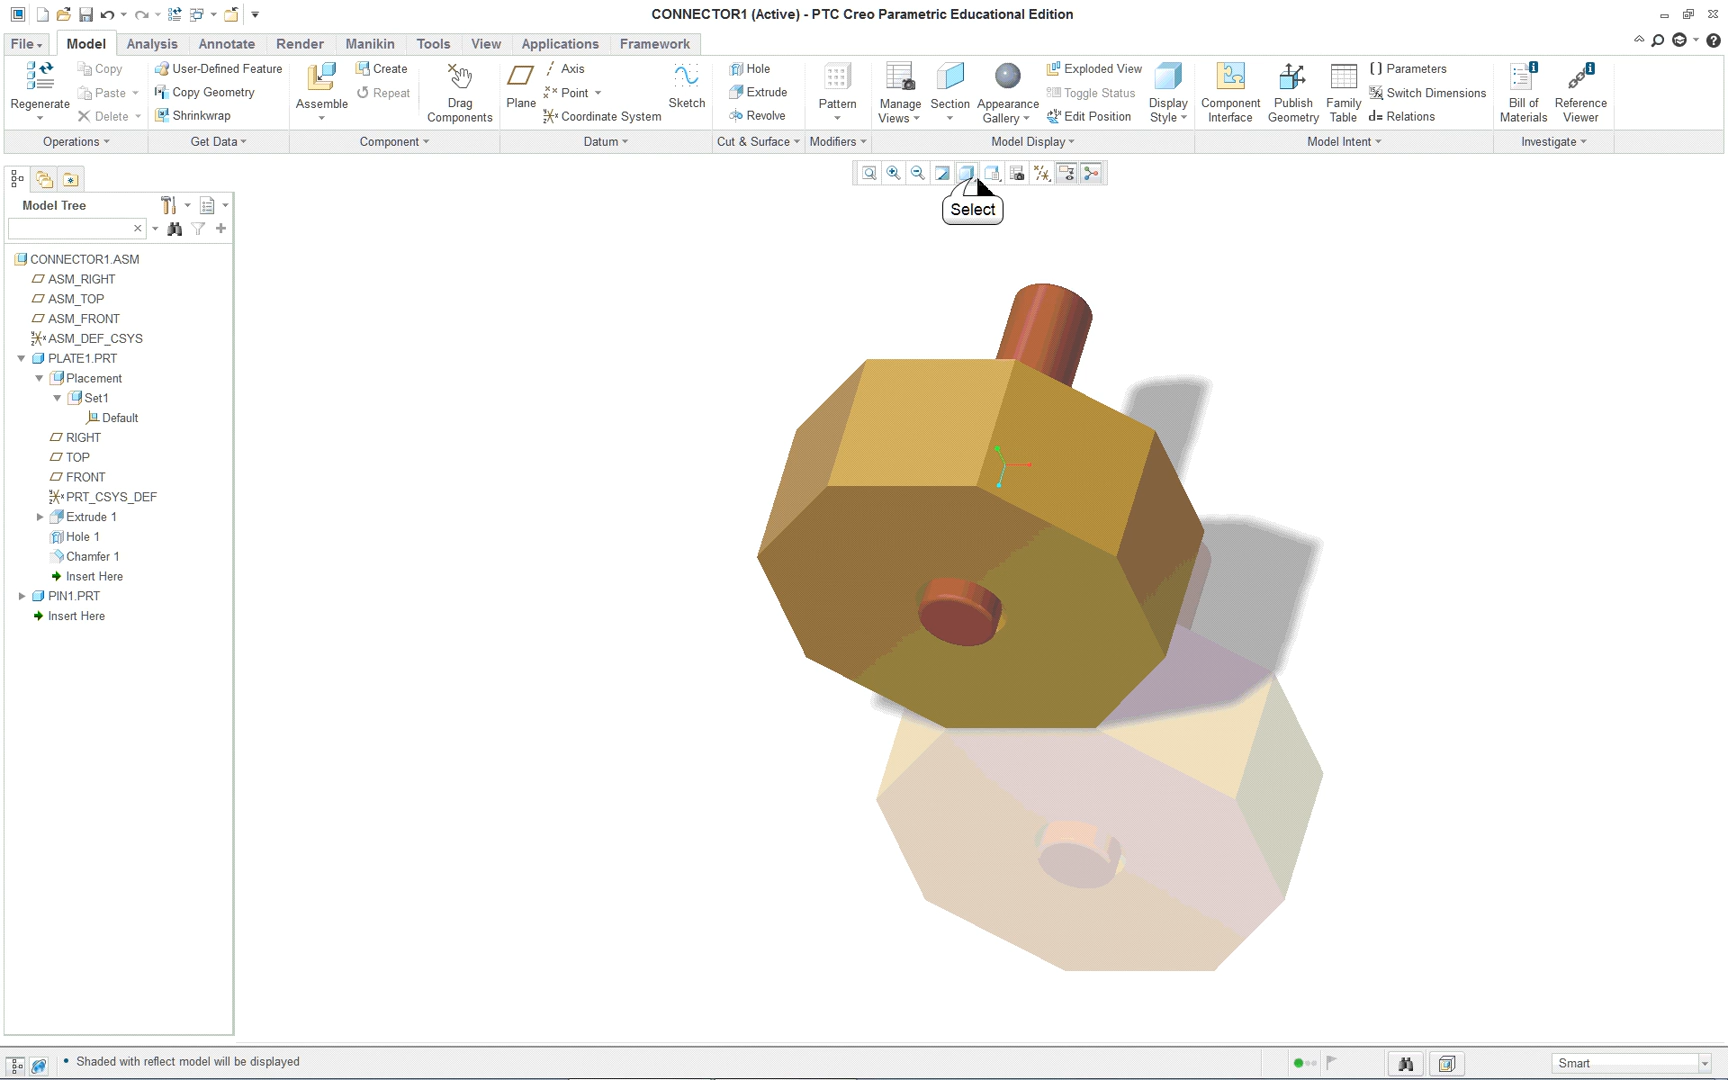 CONNECTOR1 (Active) - PTC Creo Parametric Educational Edition
File Model Analysis Annotate Render Manikin Tools View Applications Framework
Regenerate
Copy
Paste
Delete
User-Defined Feature
Copy Geometry
Shrinkwrap
Assemble
Create
Repeat
Drag
Components
Plane
Axis
Point
Coordinate System
Sketch
Hole
Extrude
Revolve
Pattern
Manage
Views
Section
Appearance
Gallery
Exploded View
Toggle Status
Edit Position
Display
Style
Component
Interface
Publish
Geometry
Family
Table
Parameters
Switch Dimensions
d= Relations
Bill of
Materials
Reference
Viewer
Operations Get Data Component Datum Cut & Surface Modifiers Model Display Model Intent Investigate
Select
Model Tree
CONNECTOR1.ASM
ASM_RIGHT
ASM_TOP
ASM_FRONT
ASM_DEF_CSYS
PLATE1.PRT
Placement
Set1
Default
RIGHT
TOP
FRONT
PRT_CSYS_DEF
Extrude 1
Hole 1
Chamfer 1
Insert Here
PIN1.PRT
Insert Here
• Shaded with reflect model will be displayed
Smart